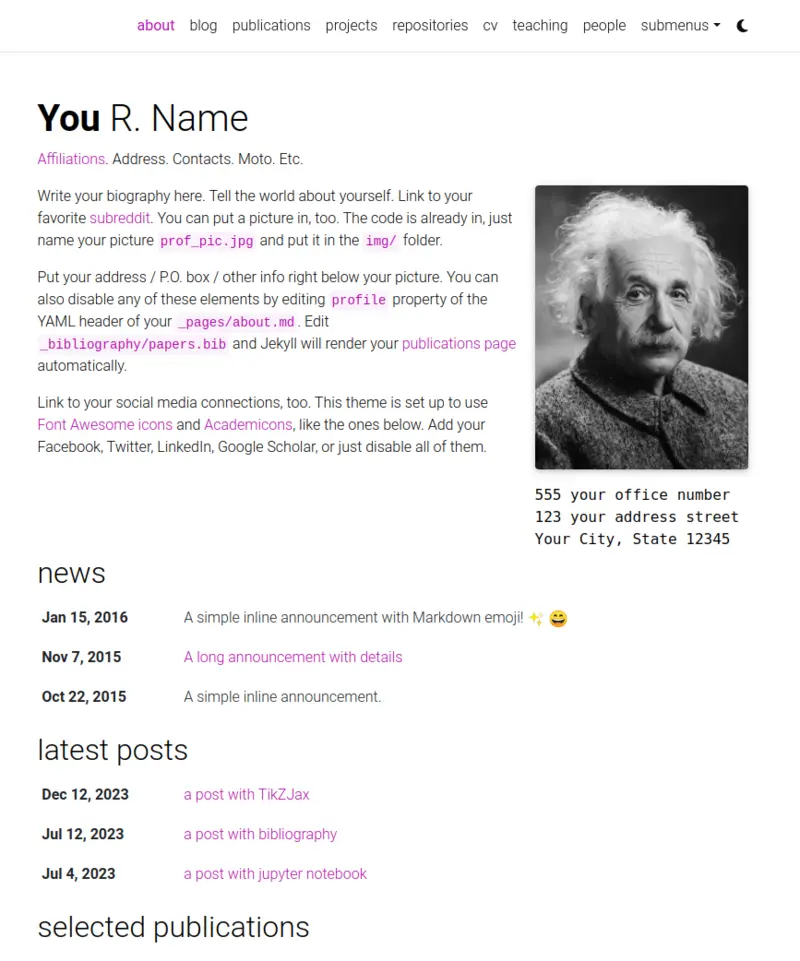 about blog publications projects repositories cv teaching people submenus
You R. Name
Affiliations. Address. Contacts. Moto. Etc.
Write your biography here. Tell the world about yourself. Link to your
favorite subreddit. You can put a picture in, too. The code is already in, just
name your picture prof_pic.jpg and put it in the img/ folder.
Put your address / P.O. box / other info right below your picture. You can
also disable any of these elements by editing profile property of the
YAML header of your _pages/about.md. Edit
_bibliography/papers.bib and Jekyll will render your publications page
automatically.
Link to your social media connections, too. This theme is set up to use
Font Awesome icons and Academicons, like the ones below. Add your
Facebook, Twitter, LinkedIn, Google Scholar, or just disable all of them.
555 your office number
123 your address street
Your City, State 12345
news
Jan 15, 2016 A simple inline announcement with Markdown emoji! ✨ 😄
Nov 7, 2015 A long announcement with details
Oct 22, 2015 A simple inline announcement.
latest posts
Dec 12, 2023 a post with TikZJax
Jul 12, 2023 a post with bibliography
Jul 4, 2023 a post with jupyter notebook
selected publications